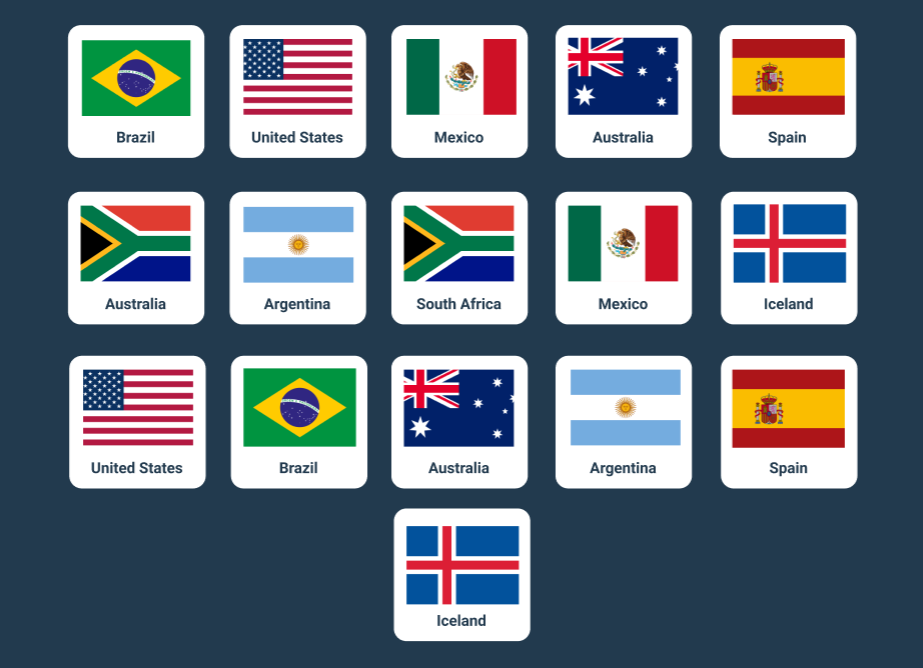 Brazil
United States
Mexico
Australia
Spain
Australia
Argentina
South Africa
Mexico
Iceland
United States
Brazil
Australia
Argentina
Spain
Iceland